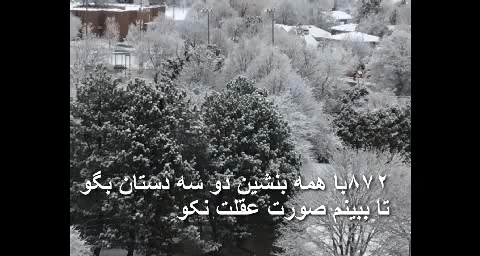 ۸۷۲با همه بنشین دو سه دستان بگو
تا ببینم صورت عقلت نکو